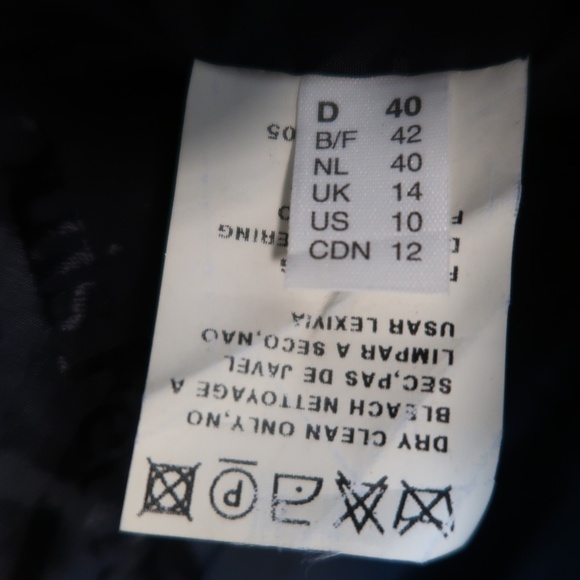 D 40
B/F 42
NL 40
UK 14
US 10
CDN 12
DRY CLEAN ONLY,NO
BLEACH NETTOYAGE A
SEC,PAS DE JAVEL
LIMPAR A SECO,NAO
USAR LEXIVIA
P